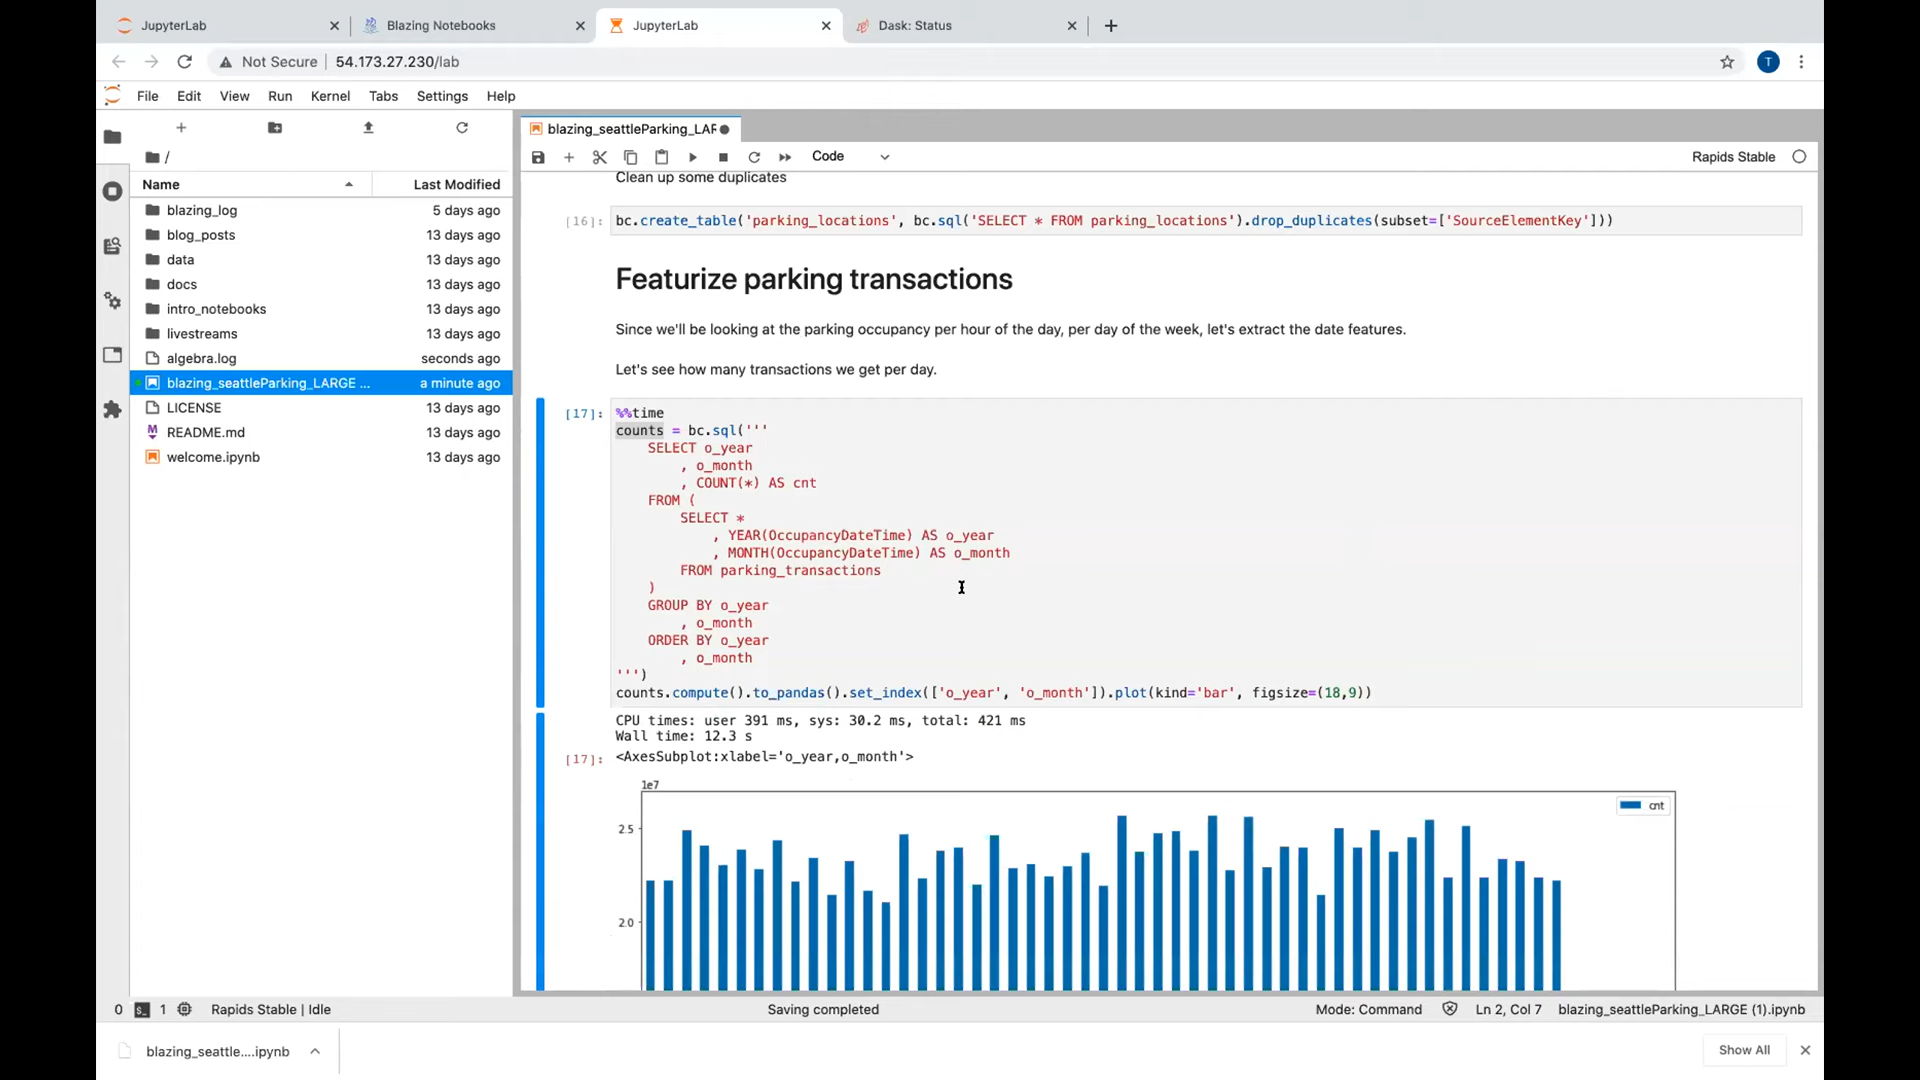 JupyterLab
Blazing Notebooks
JupyterLab
Dask: Status
Not Secure
54.173.27.230/lab
T
File Edit View Run Kernel Tabs Settings Help
/
Name Last Modified
blazing_log 5 days ago
blog_posts 13 days ago
data 13 days ago
docs 13 days ago
intro_notebooks 13 days ago
livestreams 13 days ago
algebra.log seconds ago
blazing_seattleParking_LARGE ... a minute ago
LICENSE 13 days ago
README.md 13 days ago
welcome.ipynb 13 days ago
blazing_seattleParking_LAR
Code
Rapids Stable
Clean up some duplicates
[16]: bc.create_table('parking_locations', bc.sql('SELECT * FROM parking_locations').drop_duplicates(subset=['SourceElementKey']))
Featurize parking transactions
Since we'll be looking at the parking occupancy per hour of the day, per day of the week, let's extract the date features.
Let's see how many transactions we get per day.
[17]: %%time
counts = bc.sql('''
SELECT o_year
, o_month
, COUNT(*) AS cnt
FROM (
SELECT *
, YEAR(OccupancyDateTime) AS o_year
, MONTH(OccupancyDateTime) AS o_month
FROM parking_transactions
)
GROUP BY o_year
, o_month
ORDER BY o_year
, o_month
''')
counts.compute().to_pandas().set_index(['o_year', 'o_month']).plot(kind='bar', figsize=(18,9))
CPU times: user 391 ms, sys: 30.2 ms, total: 421 ms
Wall time: 12.3 s
[17]: <AxesSubplot:xlabel='o_year,o_month'>
1e7
cnt
2.5
2.0
0 1 Rapids Stable | Idle
Saving completed
Mode: Command Ln 2, Col 7 blazing_seattleParking_LARGE (1).ipynb
blazing_seattle....ipynb
Show All